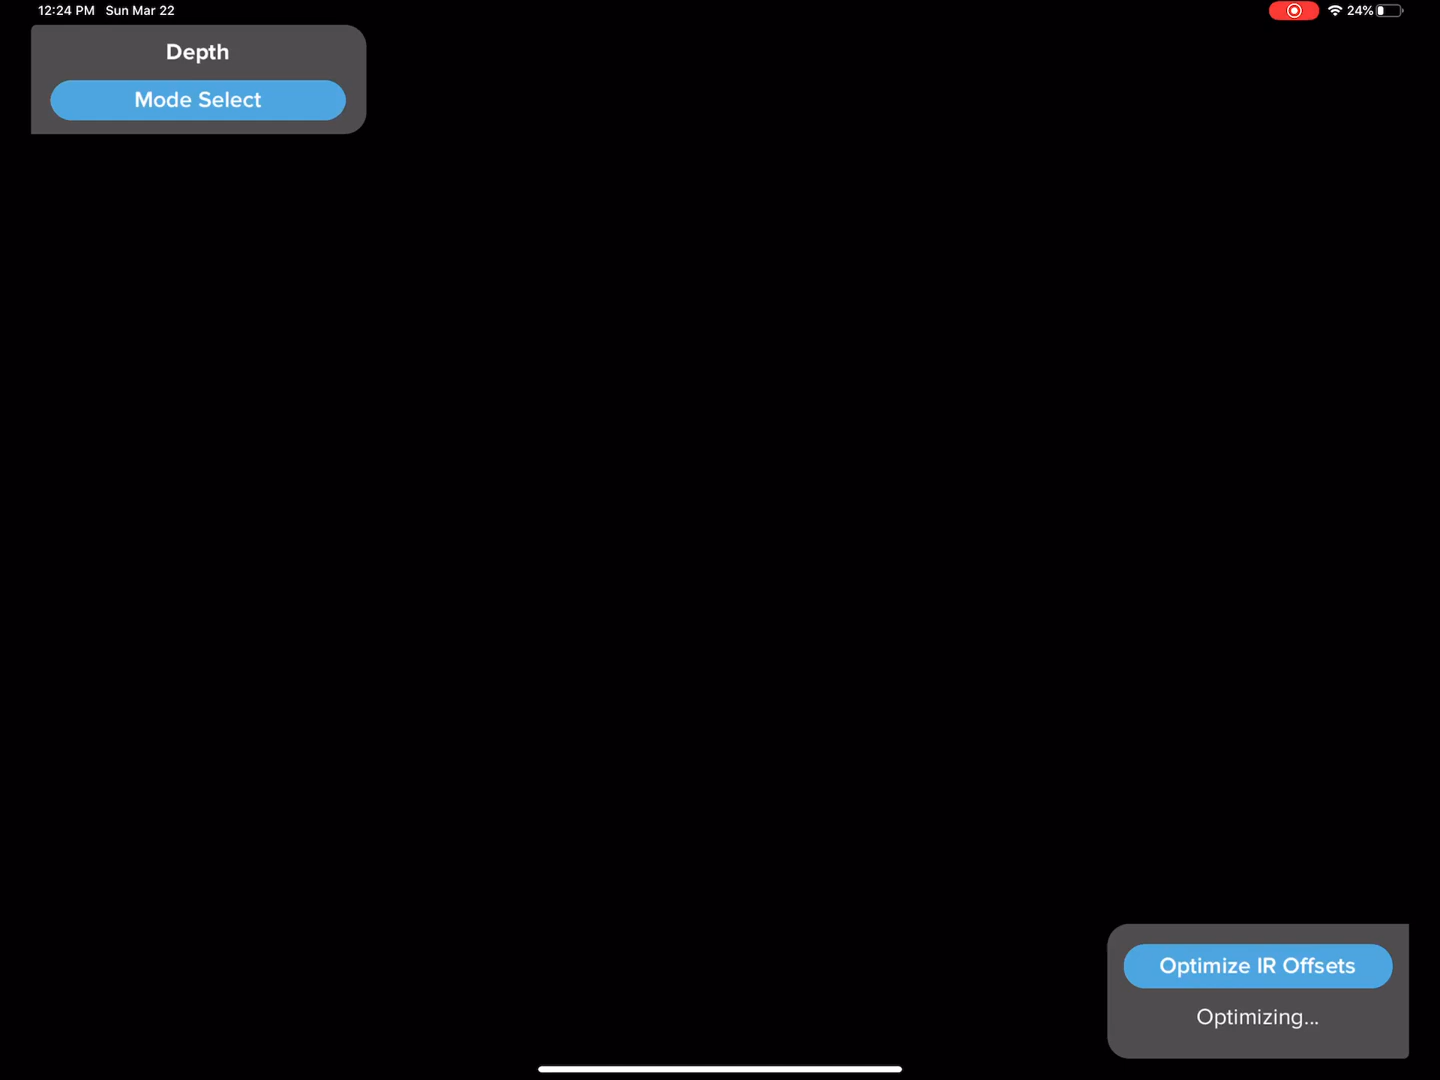 12:24 PM Sun Mar 22
24%
Depth
Mode Select
Optimize IR Offsets
Optimizing...